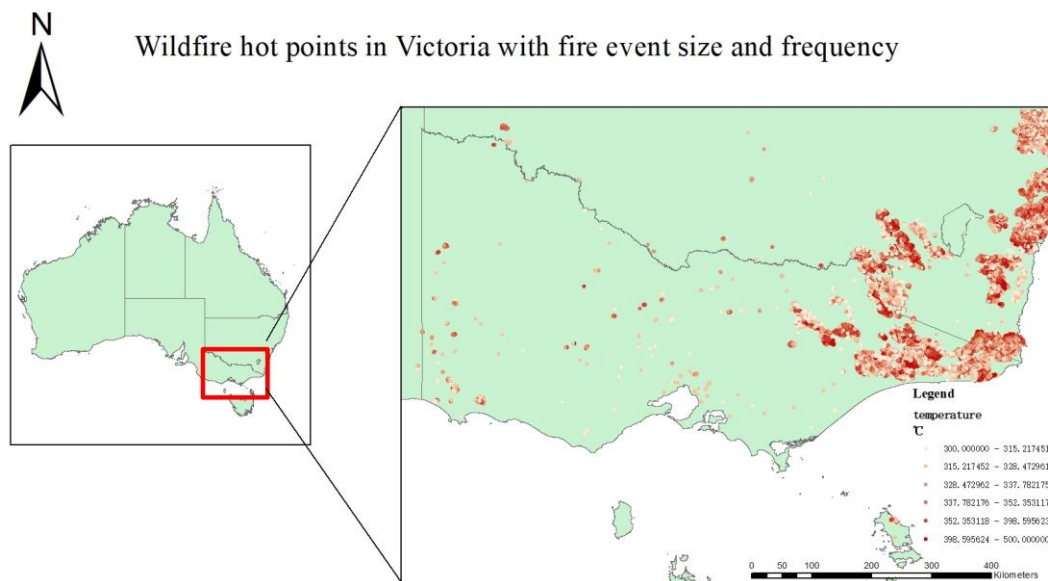 N
Wildfire hot points in Victoria with fire event size and frequency
Legend
temperature
℃
300.000000 - 315.217451
315.217452 - 328.472961
328.472962 - 337.782175
337.782176 - 352.353117
352.353118 - 398.595623
398.595624 - 500.000000
0 100 200 300 400
Kilometers